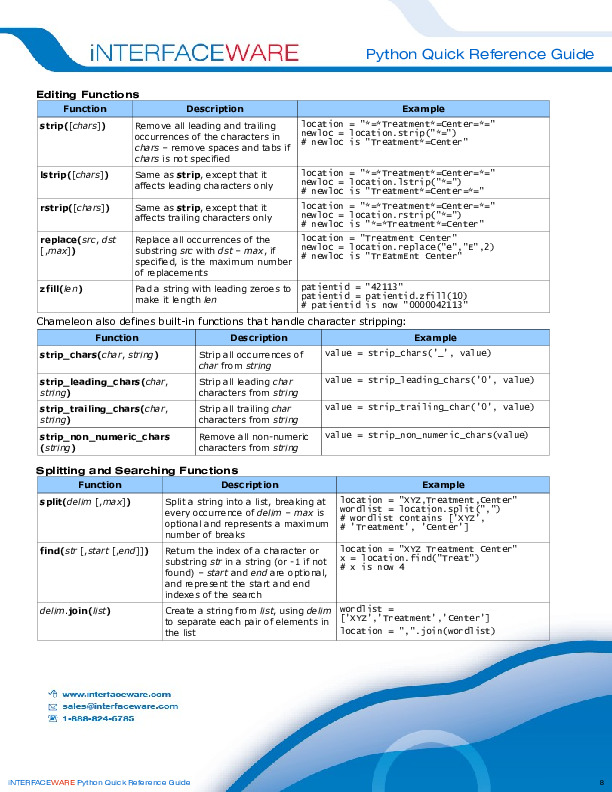 iNTERFACEWARE
Python Quick Reference Guide
Editing Functions
Function Description Example
strip([chars])
Remove all leading and trailing
occurrences of the characters in
chars – remove spaces and tabs if
chars is not specified
location = "*=*Treatment*=Center=*="
newloc = location.strip("*=")
# newloc is "Treatment*=Center"
lstrip([chars])
Same as strip, except that it
affects leading characters only
location = "*=*Treatment*=Center=*="
newloc = location.lstrip("*=")
# newloc is "Treatment*=Center=*="
rstrip([chars])
Same as strip, except that it
affects trailing characters only
location = "*=*Treatment*=Center=*="
newloc = location.rstrip("*=")
# newloc is "*=*Treatment*=Center"
replace(src, dst
[,max])
Replace all occurrences of the
substring src with dst – max, if
specified, is the maximum number
of replacements
location = "Treatment Center"
newloc = location.replace("e","E",2)
# newloc is "TrEatmEnt Center"
zfill(len)
Pad a string with leading zeroes to
make it length len
patientid = "42113"
patientid = patientid.zfill(10)
# patientid is now "0000042113"
Chameleon also defines built-in functions that handle character stripping:
Function Description Example
strip_chars(char, string)
Strip all occurrences of
char from string
value = strip_chars('_', value)
strip_leading_chars(char,
string)
Strip all leading char
characters from string
value = strip_leading_chars('0', value)
strip_trailing_chars(char,
string)
Strip all trailing char
characters from string
value = strip_trailing_char('0', value)
strip_non_numeric_chars
(string)
Remove all non-numeric
characters from string
value = strip_non_numeric_chars(value)
Splitting and Searching Functions
Function Description Example
split(delim [,max])
Split a string into a list, breaking at
every occurrence of delim – max is
optional and represents a maximum
number of breaks
location = "XYZ,Treatment,Center"
wordlist = location.split(",")
# wordlist contains ['XYZ',
# 'Treatment', 'Center']
find(str [,start [,end]])
Return the index of a character or
substring str in a string (or -1 if not
found) – start and end are optional,
and represent the start and end
indexes of the search
location = "XYZ Treatment Center"
x = location.find("Treat")
# x is now 4
delim.join(list)
Create a string from list, using delim
to separate each pair of elements in
the list
wordlist =
['XYZ','Treatment','Center']
location = ",".join(wordlist)
www.interfaceware.com
sales@interfaceware.com
1-888-824-6785
iNTERFACEWARE Python Quick Reference Guide
8